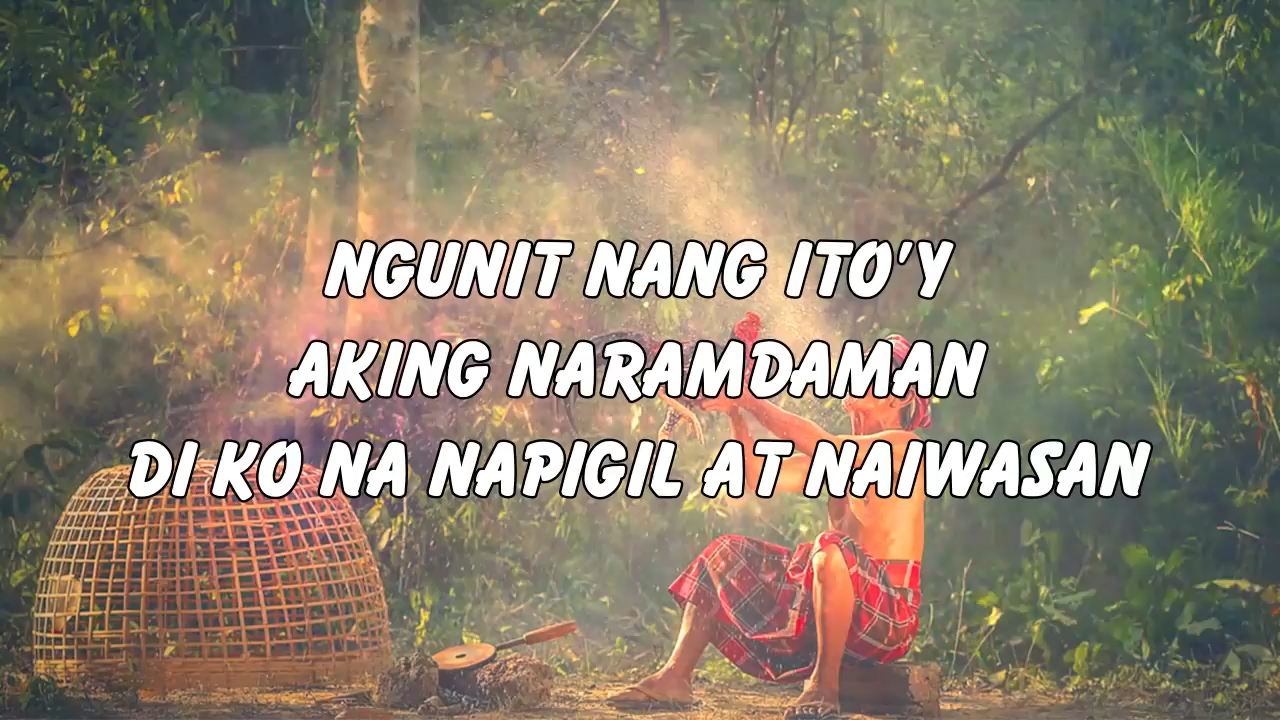 NGUNIT NANG ITO'Y
AKING NARAMDAMAN
DI KO NA NAPIGIL AT NAIWASAN